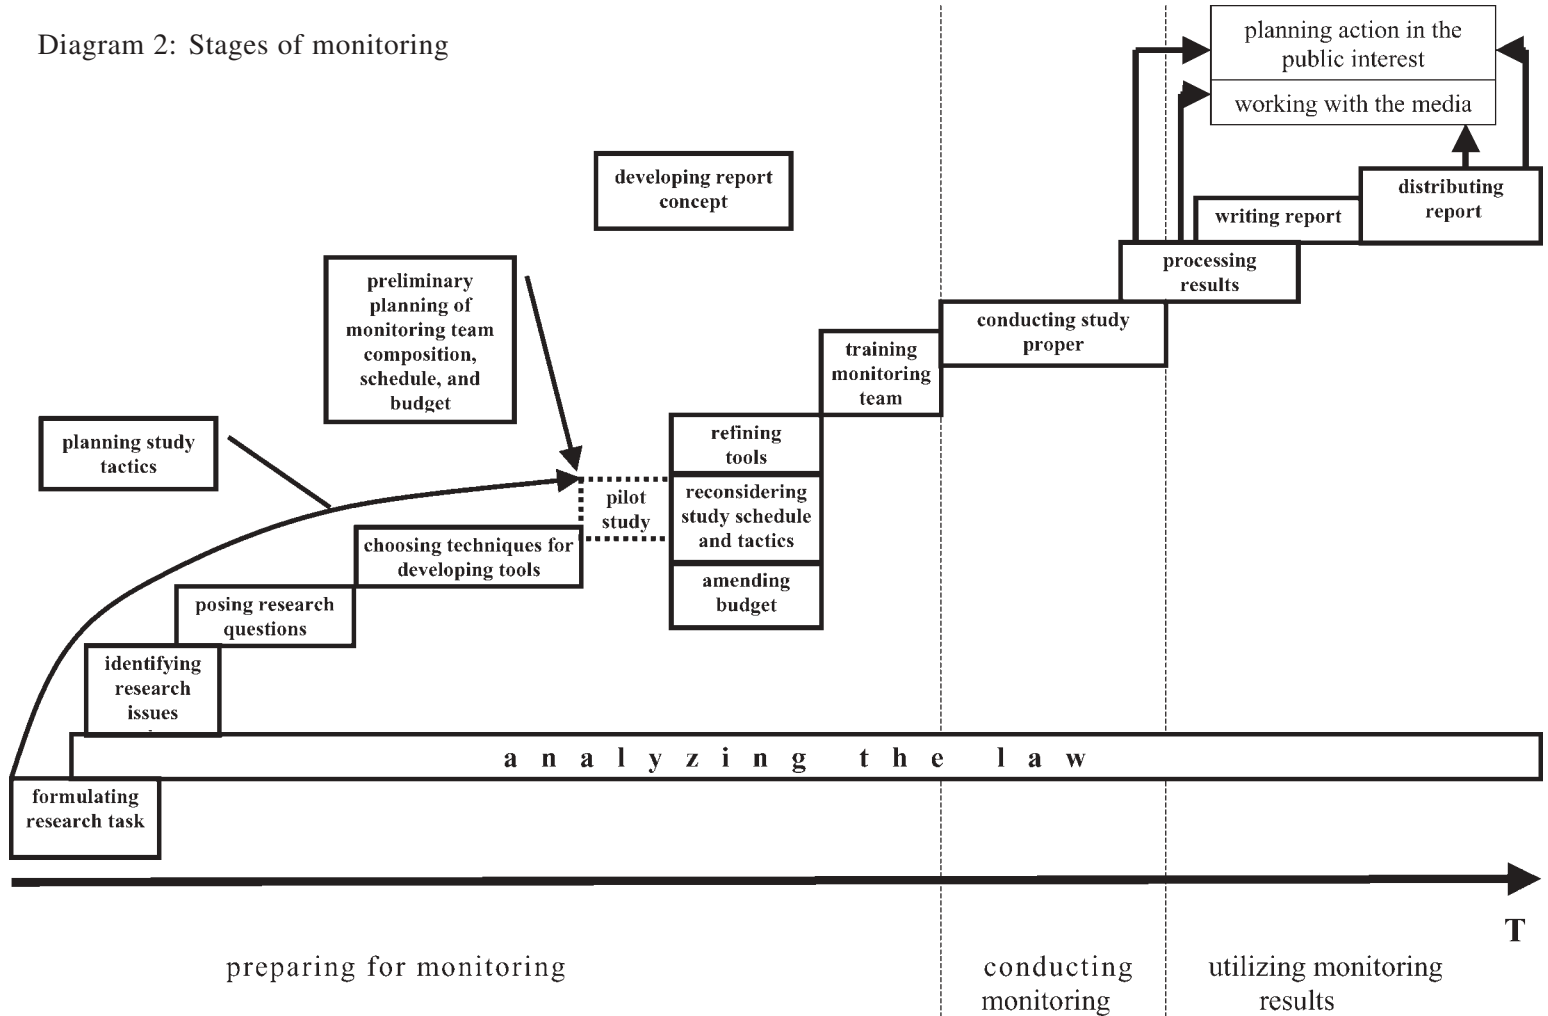 Diagram 2: Stages of monitoring
planning action in the
public interest
working with the media
developing report
concept
distributing
report
writing report
processing
results
preliminary
planning of
monitoring team
composition,
schedule, and
budget
conducting study
proper
training
monitoring
team
planning study
tactics
refining
tools
pilot
study
reconsidering
study schedule
and tactics
choosing techniques for
developing tools
amending
budget
posing research
questions
identifying
research
issues
analyzing the law
formulating
research task
T
preparing for monitoring
conducting
monitoring
utilizing monitoring
results